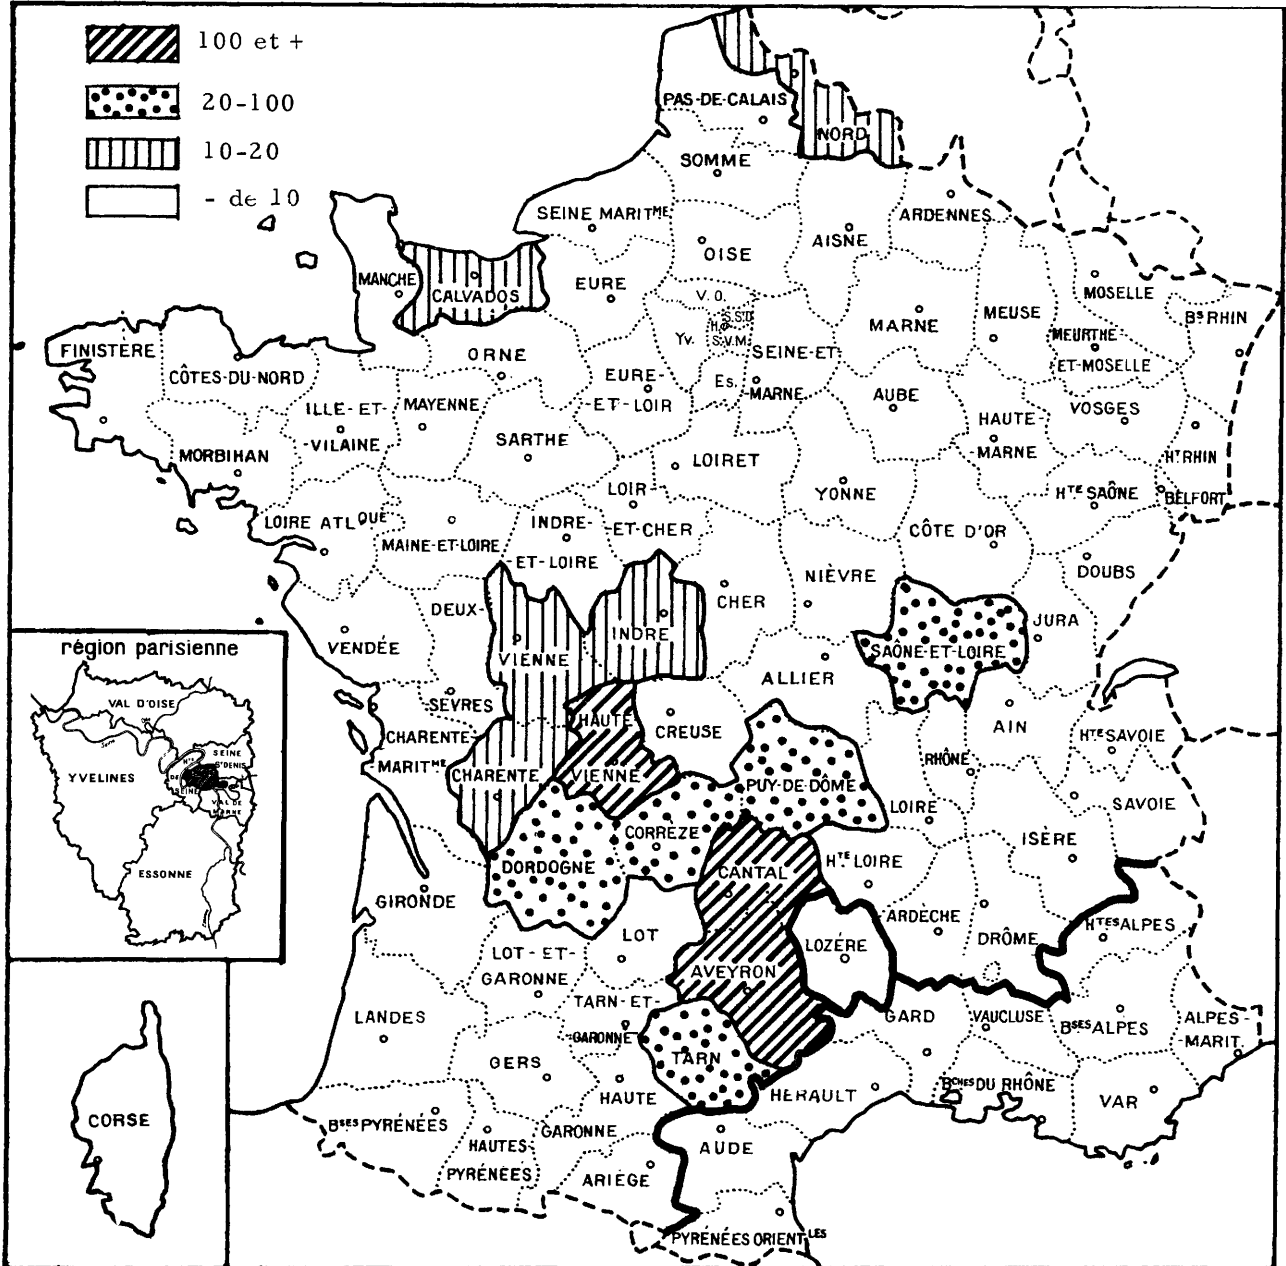 100 et +
20-100
10-20
- de 10
PAS-DE-CALAIS
NORD
SOMME
SEINE MARITME
OISE
AISNE
ARDENNES
MANCHE
CALVADOS
EURE
V. O.
S.S.D
H.
Yv.
S.V.M.
Es.
SEINE-ET-
MARNE
MARNE
MEUSE
MOSELLE
MEURTHE
-ET-MOSELLE
BS RHIN
FINISTÈRE
CÔTES-DU-NORD
ORNE
EURE-
-ET-LOIR
ILLE-ET-
-VILAINE
MAYENNE
SARTHE
MORBIHAN
LOIRET
AUBE
HAUTE-
-MARNE
VOSGES
HT RHIN
BELFORT
HTE SAÔNE
YONNE
LOIR-
-ET-CHER
LOIRE ATLQUE
MAINE-ET-LOIRE
INDRE-
-ET-LOIRE
CÔTE D'OR
DOUBS
NIÈVRE
CHER
DEUX-
-SÈVRES
VENDÉE
VIENNE
INDRE
SAÔNE-ET-LOIRE
JURA
ALLIER
AIN
HTE SAVOIE
SAVOIE
CHARENTE-
MARITME
CHARENTE
HAUTE
VIENNE
CREUSE
PUY-DE-DÔME
RHÔNE
LOIRE
ISÈRE
CORRÈZE
DORDOGNE
CANTAL
HTE LOIRE
GIRONDE
LOT
LOT-ET-
GARONNE
AVEYRON
LOZÉRE
ARDÈCHE
DRÔME
HTES ALPES
LANDES
TARN-ET-
-GARONNE
GARD
VAUCLUSE
BSES ALPES
ALPES-
-MARIT.
GERS
TARN
HAUTE
GARONNE
HÉRAULT
BCHES DU RHÔNE
VAR
BSES PYRÉNÉES
HAUTES-
PYRÉNÉES
ARIÉGE
AUDE
PYRÉNÉES ORIENTLES
région parisienne
VAL D'OISE
YVELINES
SEINE
ST DENIS
HTS
DE
SEINE
VAL DE
MARNE
ESSONNE
CORSE